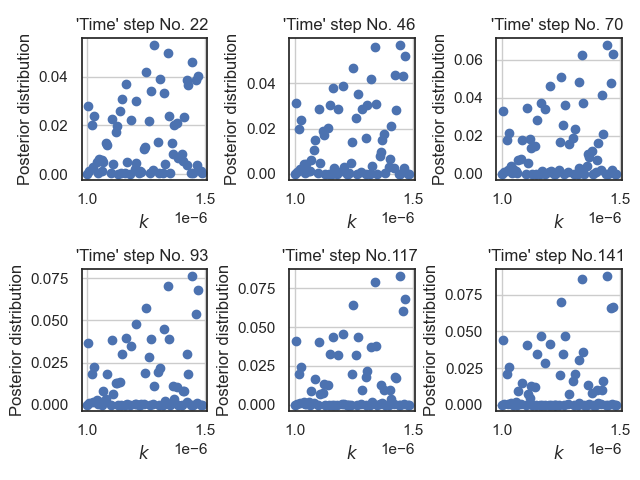 'Time' step No. 22
Posterior distribution
0.04
0.02
0.00
1.0
1.5
1e−6
k
'Time' step No. 46
Posterior distribution
0.04
0.02
0.00
1.0
1.5
1e−6
k
'Time' step No. 70
Posterior distribution
0.06
0.04
0.02
0.00
1.0
1.5
1e−6
k
'Time' step No. 93
Posterior distribution
0.075
0.050
0.025
0.000
1.0
1.5
1e−6
k
'Time' step No.117
Posterior distribution
0.075
0.050
0.025
0.000
1.0
1.5
1e−6
k
'Time' step No.141
Posterior distribution
0.075
0.050
0.025
0.000
1.0
1.5
1e−6
k